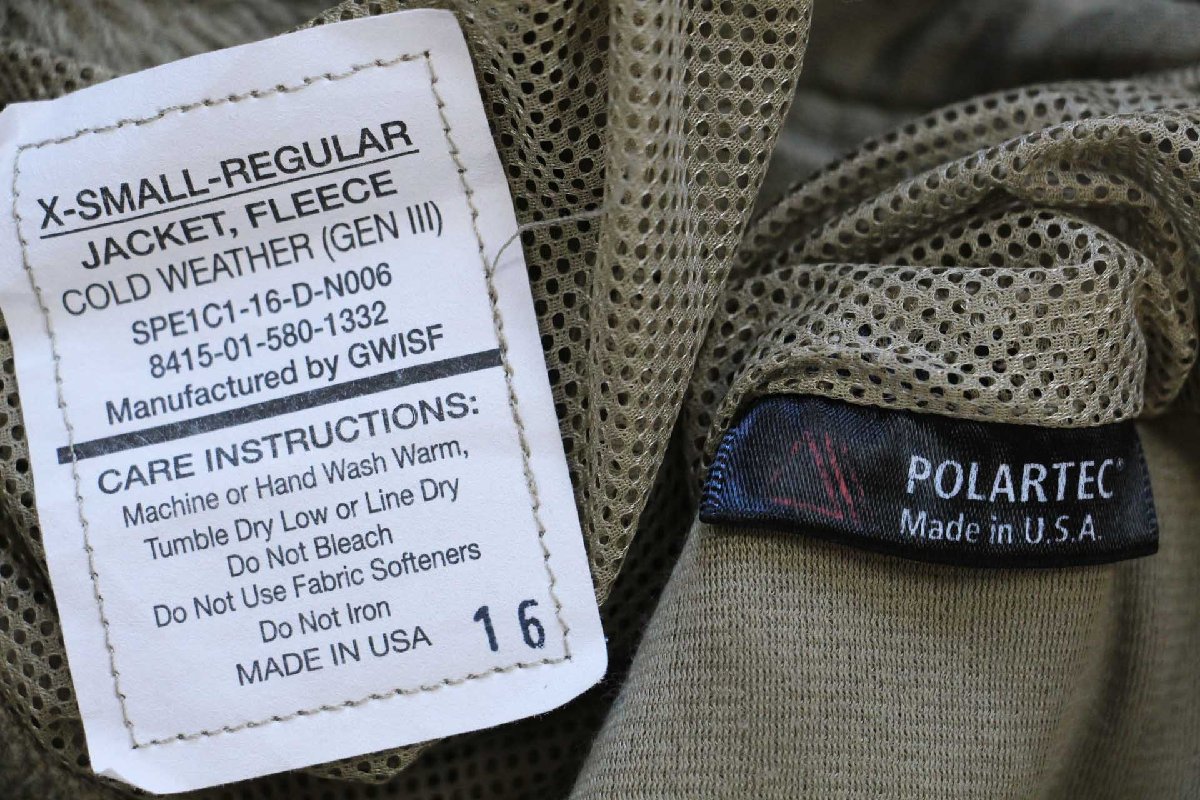 X-SMALL-REGULAR
JACKET, FLEECE
COLD WEATHER (GEN III)
SPE1C1-16-D-N006
8415-01-580-1332
Manufactured by GWISF
CARE INSTRUCTIONS:
Machine or Hand Wash Warm,
Tumble Dry Low or Line Dry
Do Not Bleach
Do Not Use Fabric Softeners
Do Not Iron
MADE IN USA
16
POLARTEC®
Made in U.S.A.